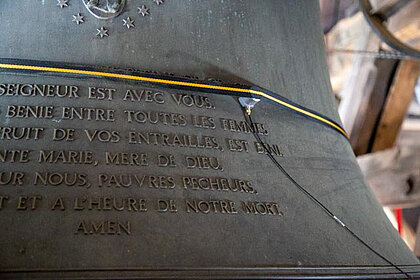 SEIGNEUR EST AVEC VOUS,
BENIE ENTRE TOUTES LES FEMMES,
FRUIT DE VOS ENTRAILLES, EST BENI
MARIE, MERE DE DIEU,
NOUS, PAUVRES PECHEURS,
ET A L'HEURE DE NOTRE MORT,
AMEN